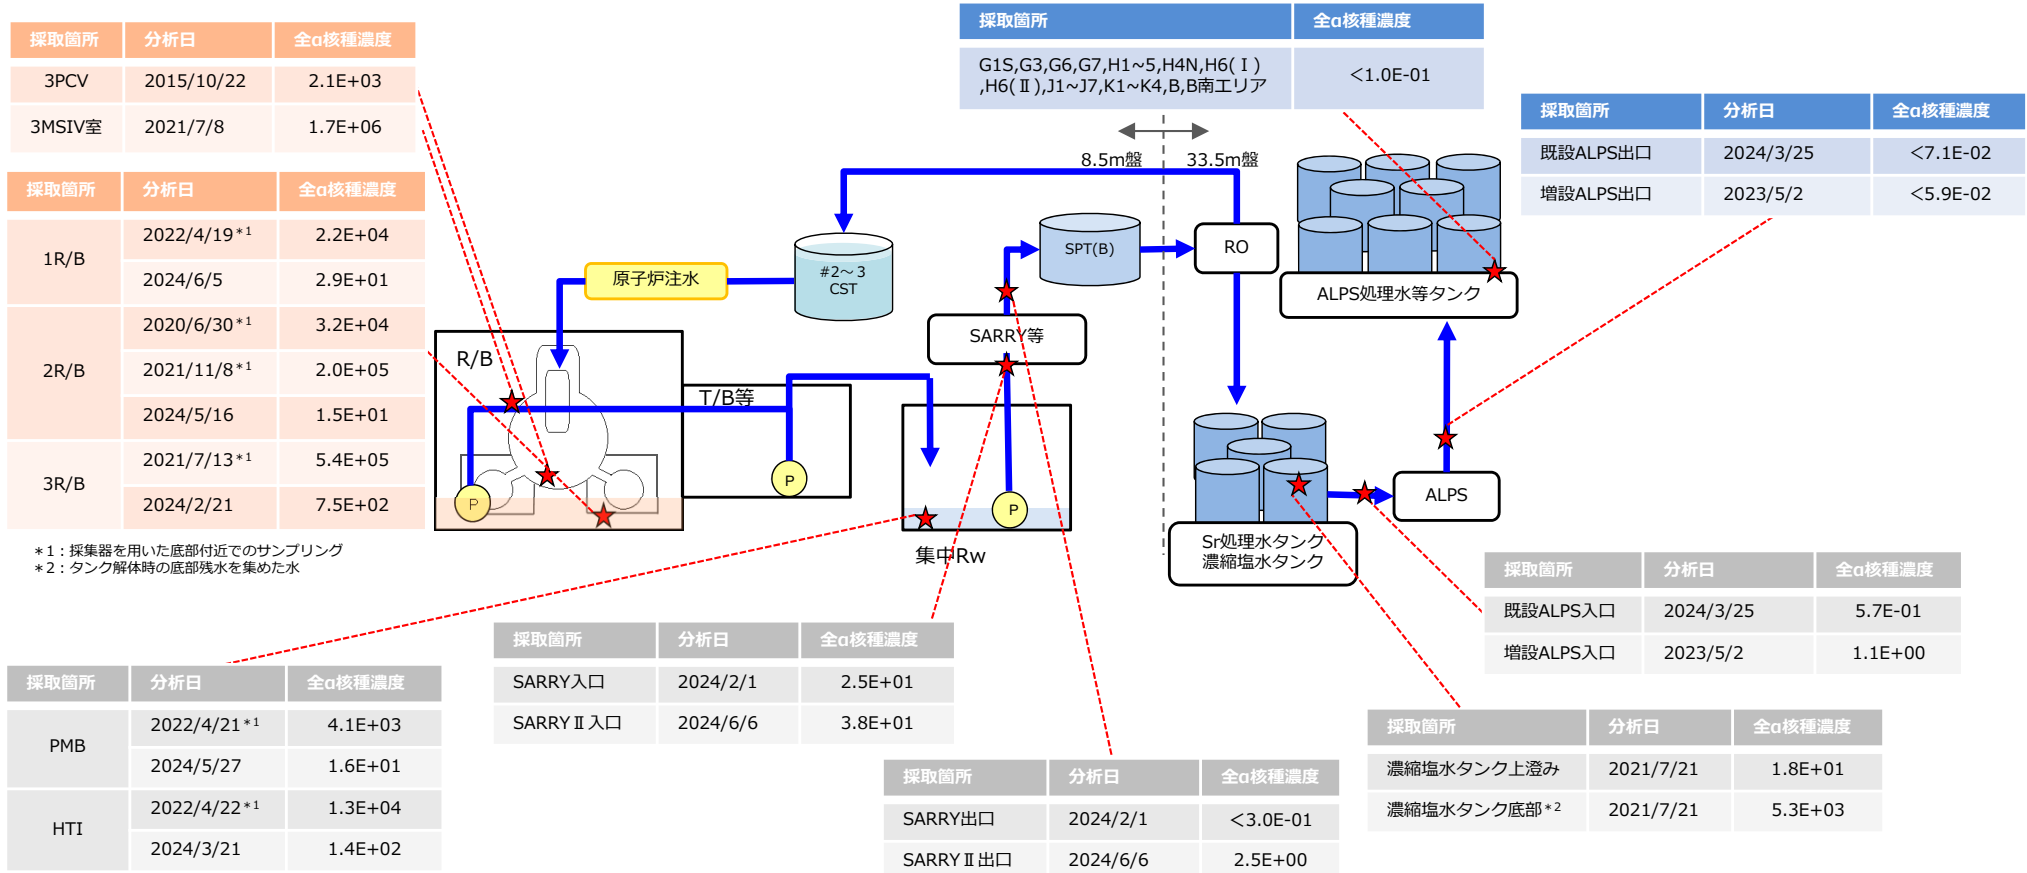 採取箇所 分析日 全α核種濃度
3PCV 2015/10/22 2.1E+03
3MSIV室 2021/7/8 1.7E+06
採取箇所 分析日 全α核種濃度
1R/B 2022/4/19*1 2.2E+04
2024/6/5 2.9E+01
2R/B 2020/6/30*1 3.2E+04
2021/11/8*1 2.0E+05
2024/5/16 1.5E+01
3R/B 2021/7/13*1 5.4E+05
2024/2/21 7.5E+02
*1:採集器を用いた底部付近でのサンプリング
*2:タンク解体時の底部残水を集めた水
採取箇所 全α核種濃度
G1S,G3,G6,G7,H1~5,H4N,H6(Ⅰ)
,H6(Ⅱ),J1~J7,K1~K4,B,B南エリア
<1.0E-01
採取箇所 分析日 全α核種濃度
既設ALPS出口 2024/3/25 <7.1E-02
増設ALPS出口 2023/5/2 <5.9E-02
8.5m盤 33.5m盤
#2~3
CST
原子炉注水
SPT(B)
RO
SARRY等
ALPS処理水等タンク
R/B
T/B等
P
P
P
集中Rw
Sr処理水タンク
濃縮塩水タンク
ALPS
採取箇所 分析日 全α核種濃度
既設ALPS入口 2024/3/25 5.7E-01
増設ALPS入口 2023/5/2 1.1E+00
採取箇所 分析日 全α核種濃度
SARRY入口 2024/2/1 2.5E+01
SARRYⅡ入口 2024/6/6 3.8E+01
採取箇所 分析日 全α核種濃度
PMB 2022/4/21*1 4.1E+03
2024/5/27 1.6E+01
HTI 2022/4/22*1 1.3E+04
2024/3/21 1.4E+02
採取箇所 分析日 全α核種濃度
SARRY出口 2024/2/1 <3.0E-01
SARRYⅡ出口 2024/6/6 2.5E+00
採取箇所 分析日 全α核種濃度
濃縮塩水タンク上澄み 2021/7/21 1.8E+01
濃縮塩水タンク底部*2 2021/7/21 5.3E+03